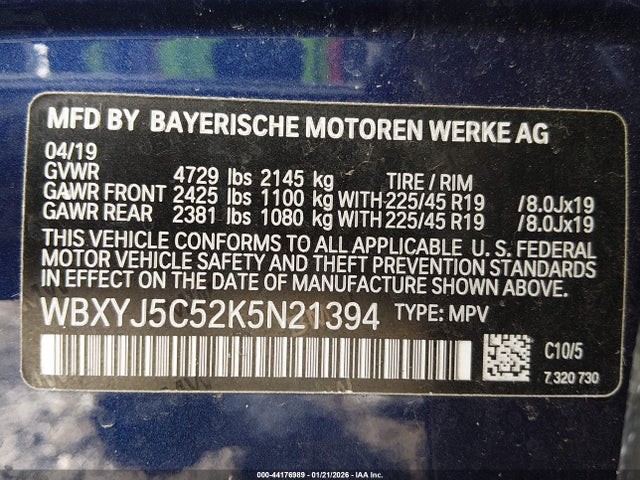 MFD BY BAYERISCHE MOTOREN WERKE AG
04/19
GVWR 4729 lbs 2145 kg TIRE / RIM
GAWR FRONT 2425 lbs 1100 kg WITH 225/45 R19 /8.0Jx19
GAWR REAR 2381 lbs 1080 kg WITH 225/45 R19 /8.0Jx19
THIS VEHICLE CONFORMS TO ALL APPLICABLE U. S. FEDERAL
MOTOR VEHICLE SAFETY AND THEFT PREVENTION STANDARDS
IN EFFECT ON THE DATE OF MANUFACTURE SHOWN ABOVE.
WBXYJ5C52K5N21394 TYPE: MPV
C10/5
7 320 730
000-44176989 - 01/21/2026 - IAA Inc.